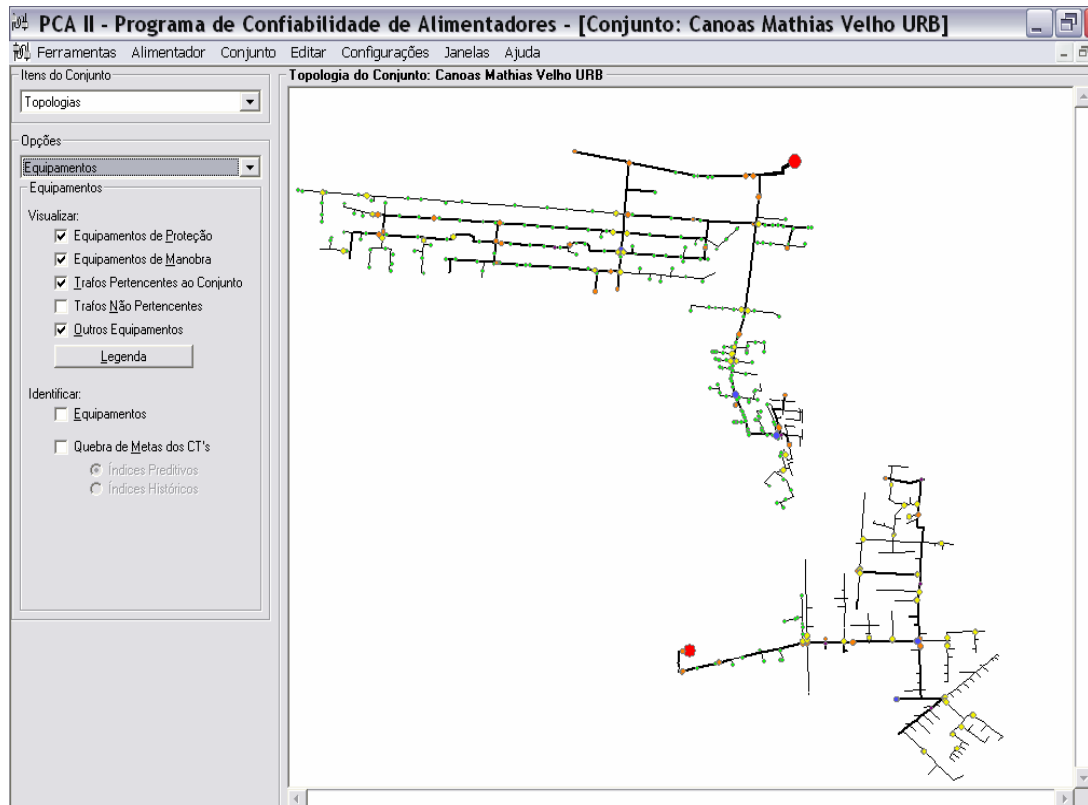 PCA II - Programa de Confiabilidade de Alimentadores - [Conjunto: Canoas Mathias Velho URB]
Ferramentas Alimentador Conjunto Editar Configurações Janelas Ajuda
Itens do Conjunto
Topologias
Opções
Equipamentos
Equipamentos
Visualizar:
Equipamentos de Proteção
Equipamentos de Manobra
Trafos Pertencentes ao Conjunto
Trafos Não Pertencentes
Outros Equipamentos
Legenda
Identificar:
Equipamentos
Quebra de Metas dos CT's
Índices Preditivos
Índices Históricos
Topologia do Conjunto: Canoas Mathias Velho URB